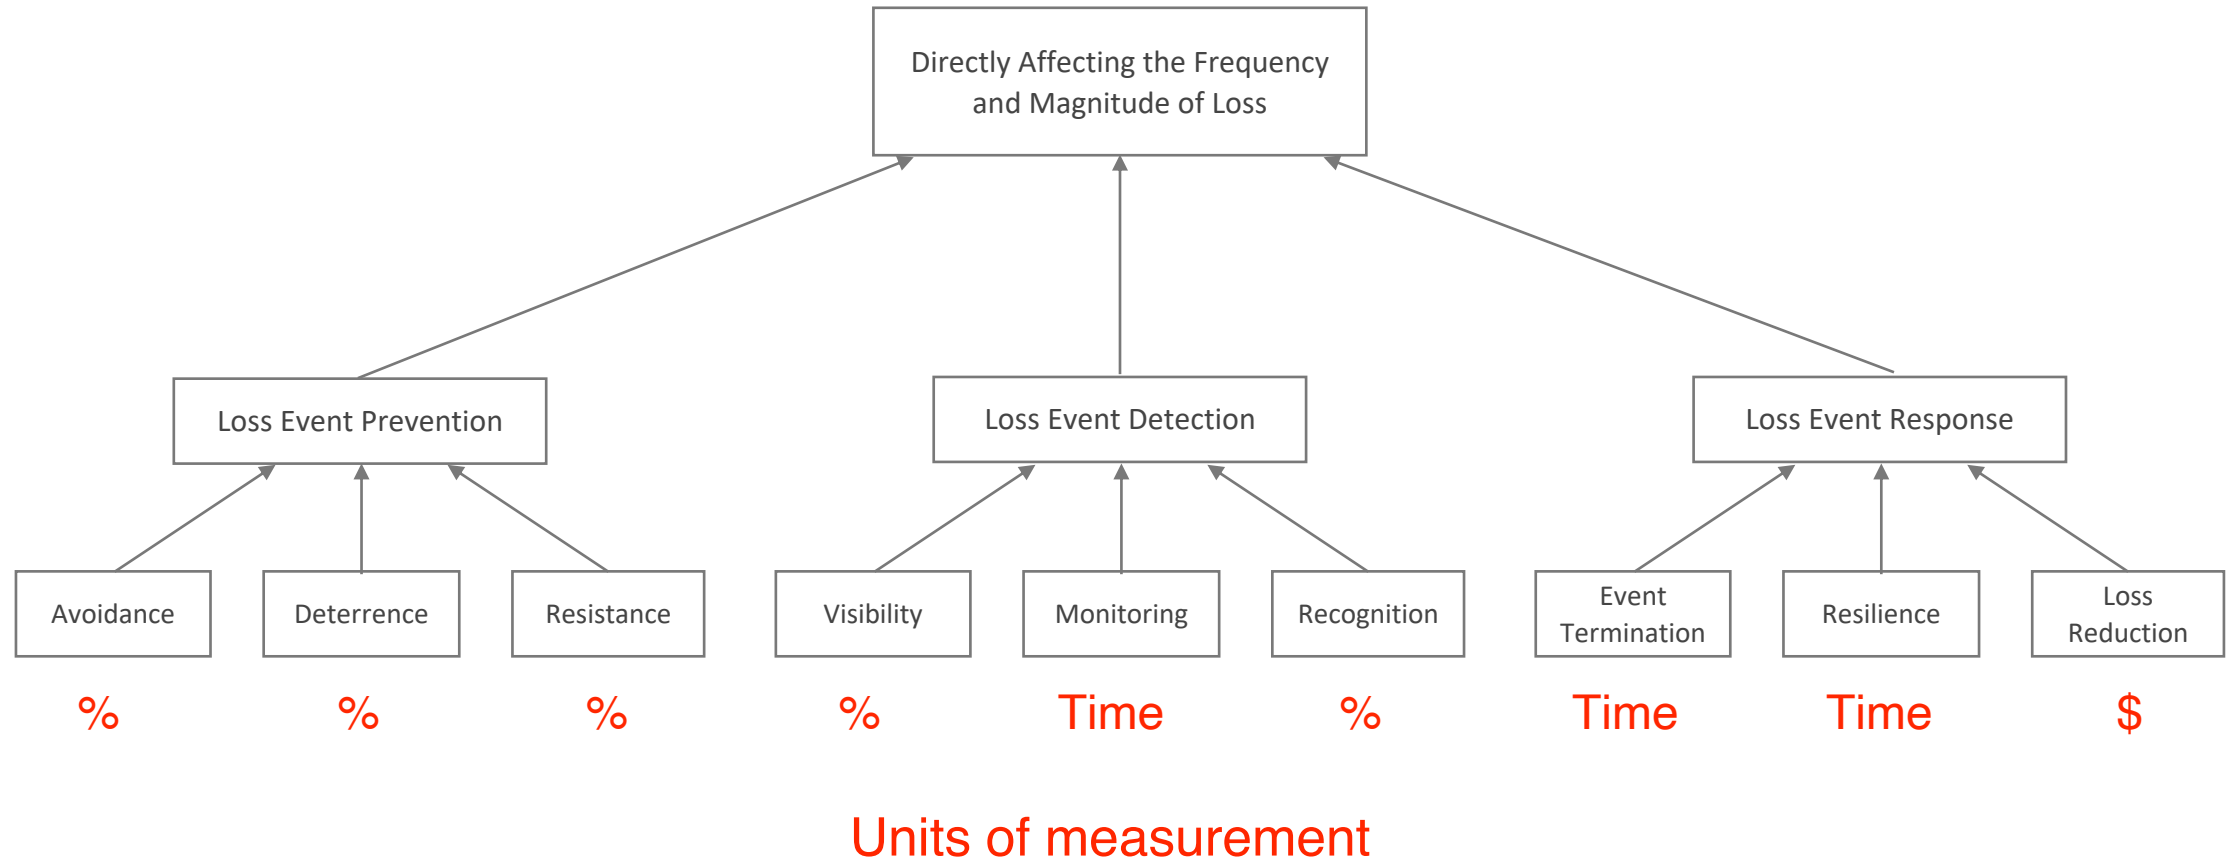 Directly Affecting the Frequency
and Magnitude of Loss
Loss Event Prevention
Loss Event Detection
Loss Event Response
Avoidance
Deterrence
Resistance
Visibility
Monitoring
Recognition
Event
Termination
Resilience
Loss
Reduction
%
%
%
%
Time
%
Time
Time
$
Units of measurement